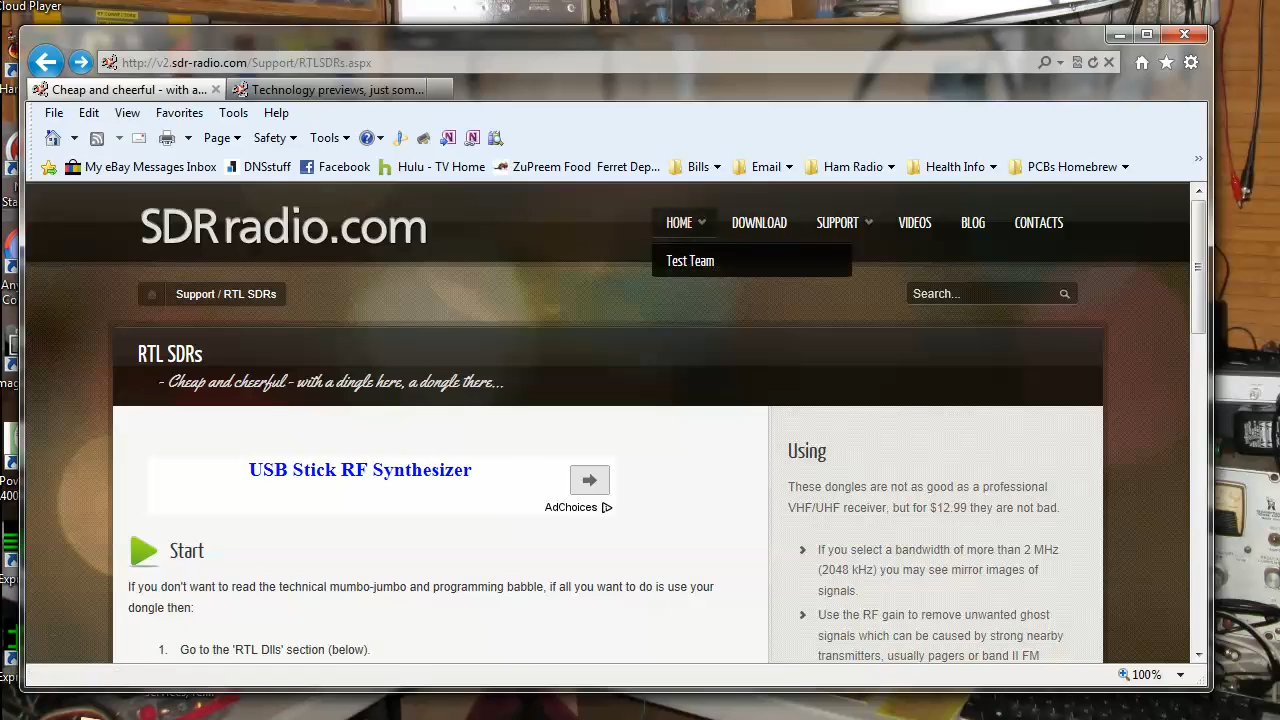 Cloud Player
http://v2.sdr-radio.com/Support/RTLSDRs.aspx
Cheap and cheerful - with a... Technology previews, just som...
File Edit View Favorites Tools Help
Page Safety Tools
My eBay Messages Inbox DNSstuff Facebook Hulu - TV Home ZuPreem Food Ferret Dep... Bills Email Ham Radio Health Info PCBs Homebrew
SDRradio.com
HOME DOWNLOAD SUPPORT VIDEOS BLOG CONTACTS
Test Team
Support / RTL SDRs
Search...
RTL SDRs
- Cheap and cheerful - with a dingle here, a dongle there...
USB Stick RF Synthesizer
AdChoices
Start
If you don't want to read the technical mumbo-jumbo and programming babble, if all you want to do is use your
dongle then:
1. Go to the 'RTL Dlls' section (below).
Using
These dongles are not as good as a professional
VHF/UHF receiver, but for $12.99 they are not bad.
If you select a bandwidth of more than 2 MHz
(2048 kHz) you may see mirror images of
signals.
Use the RF gain to remove unwanted ghost
signals which can be caused by strong nearby
transmitters, usually pagers or band II FM
100%